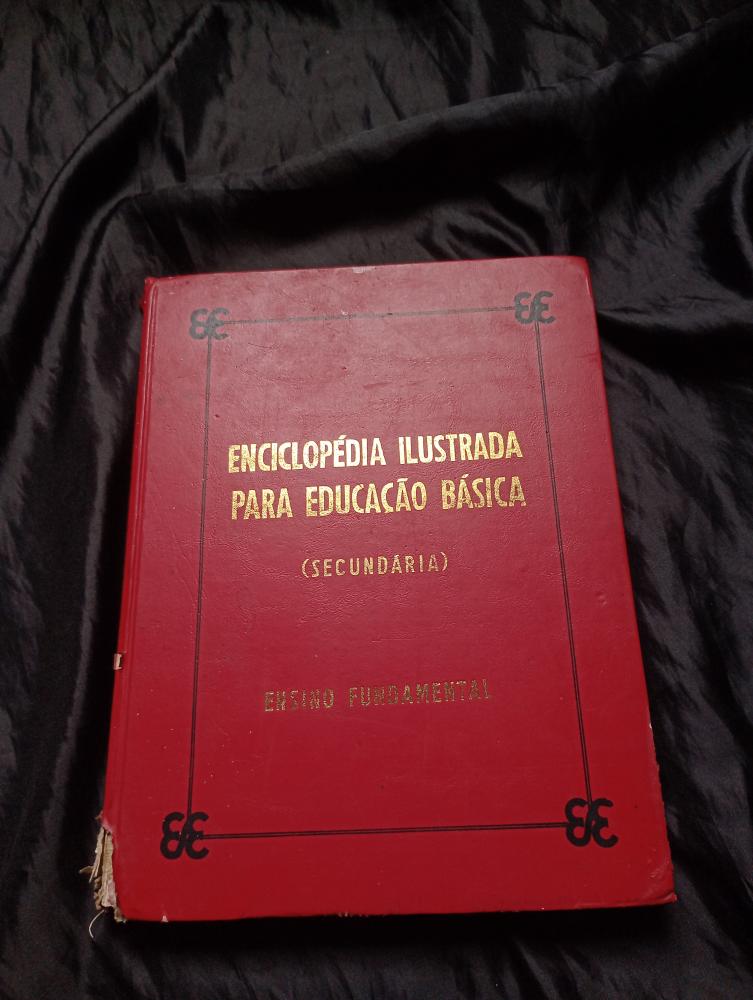 ENCICLOPÉDIA ILUSTRADA
PARA EDUCAÇÃO BÁSICA
(SECUNDÁRIA)
ENSINO FUNDAMENTAL